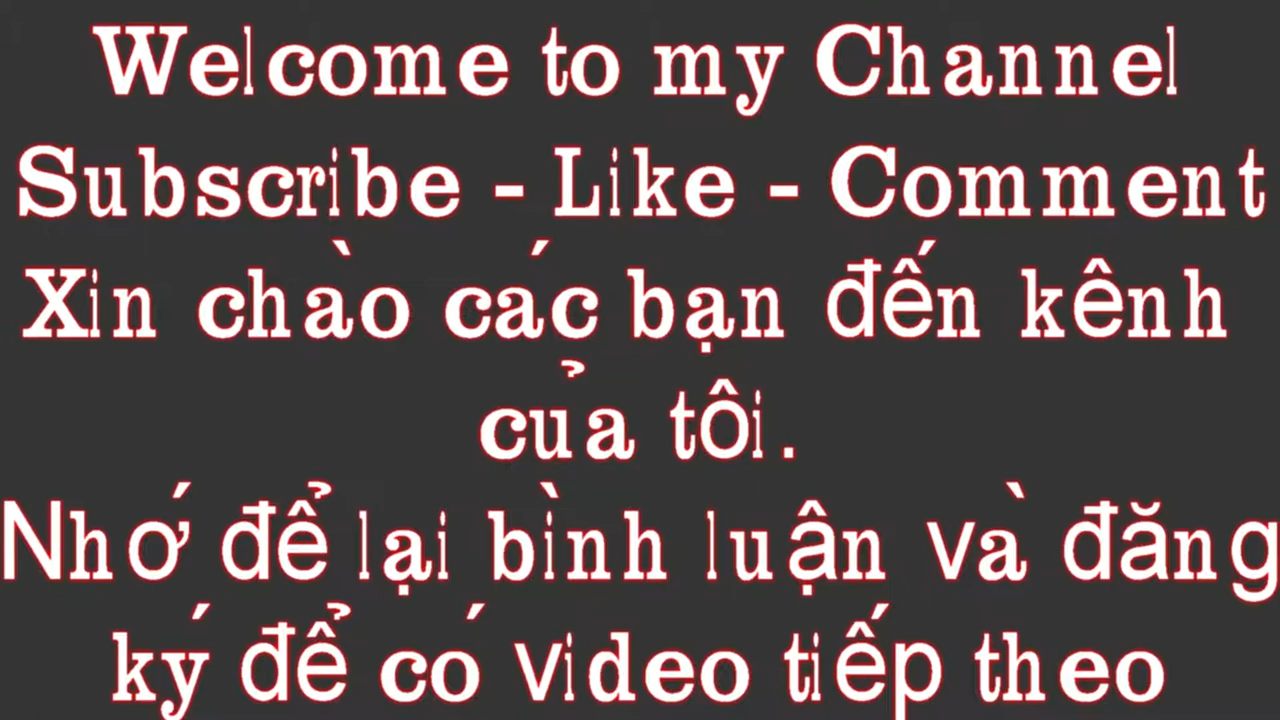 Welcome to my Channel
Subscribe - Like - Comment
Xin chào các bạn đến kênh
của tôi.
Nhớ để lại bình luận và đăng
ký để có video tiếp theo